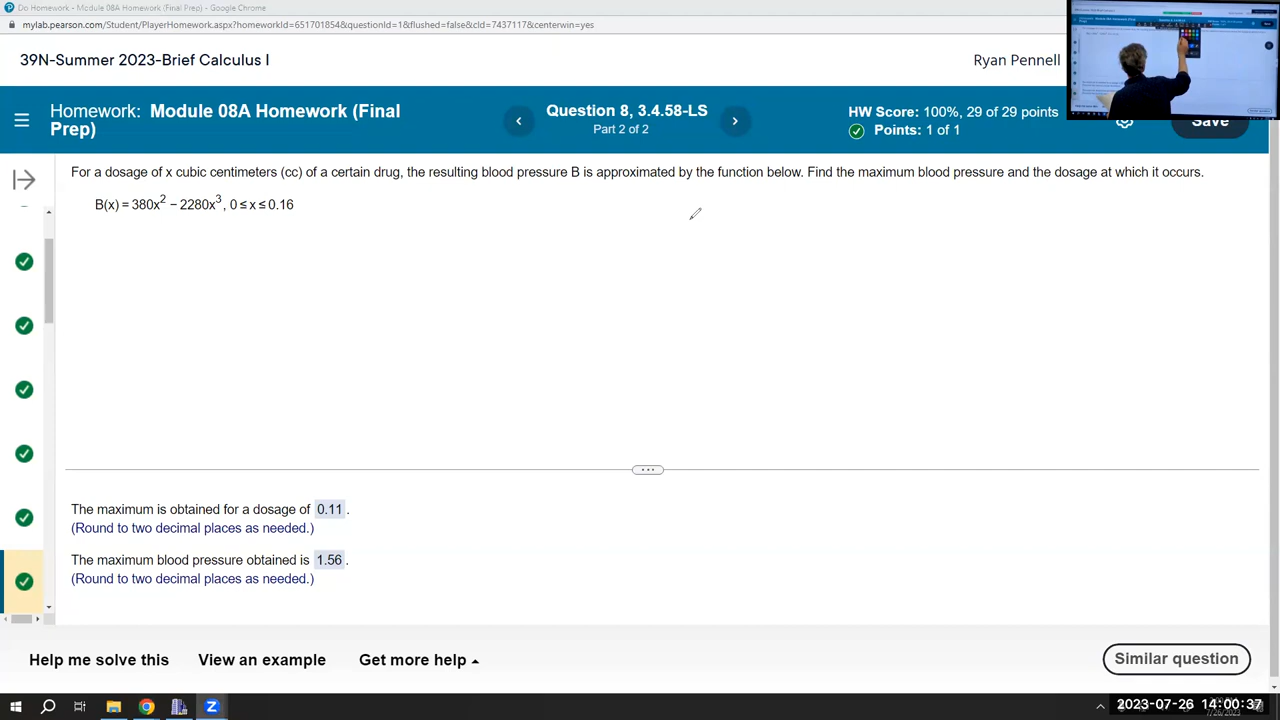 Do Homework - Module 08A Homework (Final Prep) - Google Chrome
mylab.pearson.com/Student/PlayerHomework.aspx?homeworkId=651701854&questionId=1&flushed=false&cId=7437117&centerwin=yes
39N-Summer 2023-Brief Calculus I
Ryan Pennell
Homework: Module 08A Homework (Final
Prep)
Question 8, 3.4.58-LS
Part 2 of 2
HW Score: 100%, 29 of 29 points
Points: 1 of 1
Save
For a dosage of x cubic centimeters (cc) of a certain drug, the resulting blood pressure B is approximated by the function below. Find the maximum blood pressure and the dosage at which it occurs.
B(x) = 380x² − 2280x³, 0 ≤ x ≤ 0.16
The maximum is obtained for a dosage of 0.11.
(Round to two decimal places as needed.)
The maximum blood pressure obtained is 1.56.
(Round to two decimal places as needed.)
Help me solve this
View an example
Get more help
Similar question
2023-07-26 14:00:37